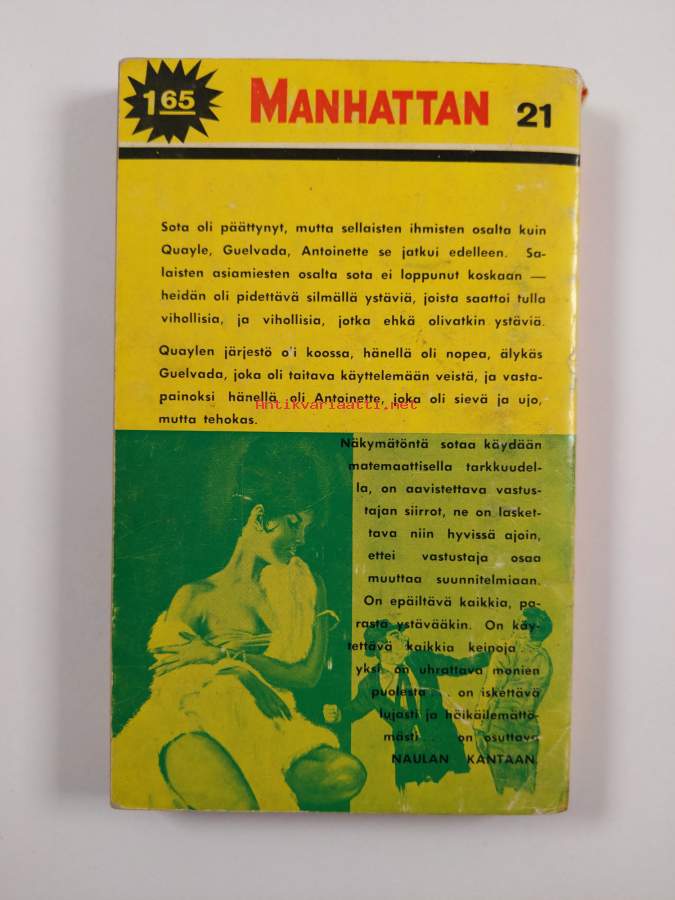 165
MANHATTAN 21
Sota oli päättynyt, mutta sellaisten ihmisten osalta kuin
Quayle, Guelvada, Antoinette se jatkui edelleen. Sa-
laisten asiamiesten osalta sota ei loppunut koskaan —
heidän oli pidettävä silmällä ystäviä, joista saattoi tulla
vihollisia, ja vihollisia, jotka ehkä olivatkin ystäviä.
Quaylen järjestö o'i koossa, hänellä oli nopea, älykäs
Guelvada, joka oli taitava käyttelemään veistä, ja vasta-
painoksi hänellä oli Antoinette, joka oli sievä ja ujo,
Antikvariaatti.net
mutta tehokas.
Näkymätöntä sotaa käydään
matemaattisella tarkkuudel-
la, on aavistettava vastus-
tajan siirrot, ne on lasket-
tava niin hyvissä ajoin,
ettei vastustaja osaa
muuttaa suunnitelmiaan.
On epäiltävä kaikkia, pa-
rasta ystävääkin. On käy-
tettävä kaikkia keinoja
yksi on uhrattava monien
puolesta . . on iskettävä
lujasti ja häikäilemättö-
mästi . . on osuttava
NAULAN KANTAAN.